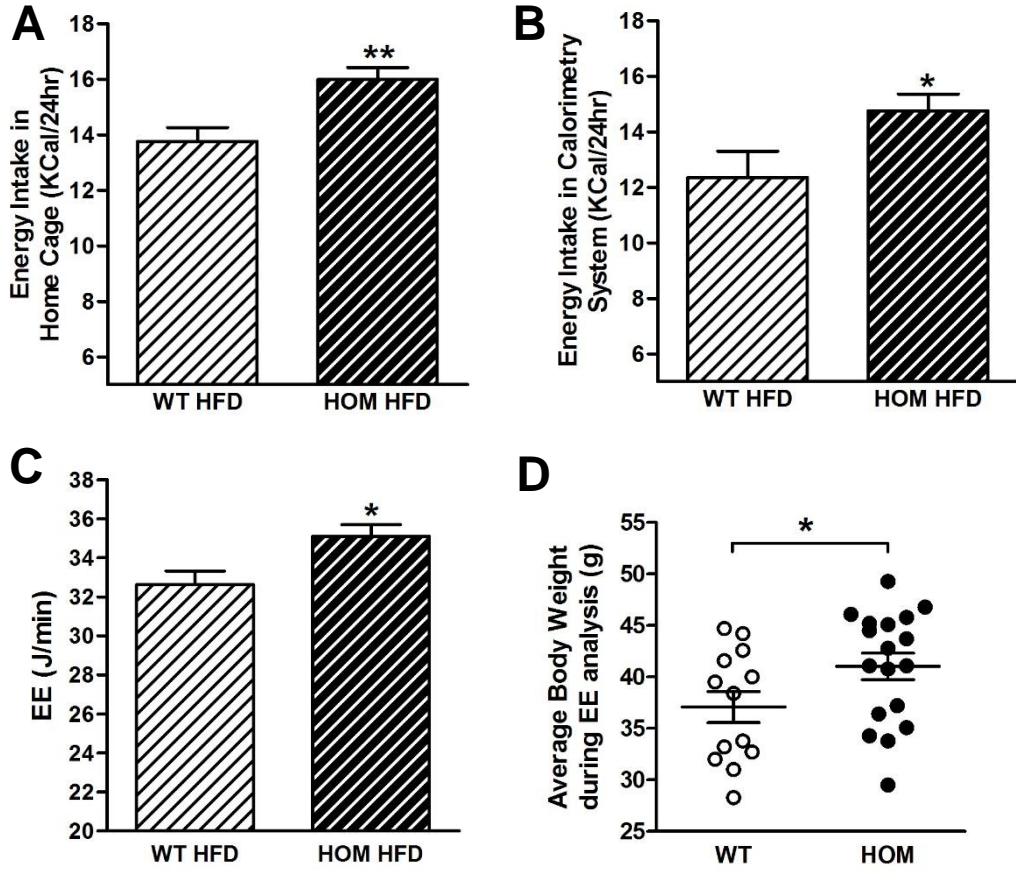 A
Energy Intake in
Home Cage (KCal/24hr)
18
16
14
12
10
8
6
**
WT HFD
HOM HFD
B
Energy Intake in Calorimetry
System (KCal/24hr)
18
16
14
12
10
8
6
*
WT HFD
HOM HFD
C
EE (J/min)
38
36
34
32
30
28
26
24
22
20
*
WT HFD
HOM HFD
D
Average Body Weight
during EE analysis (g)
55
50
45
40
35
30
25
*
WT
HOM